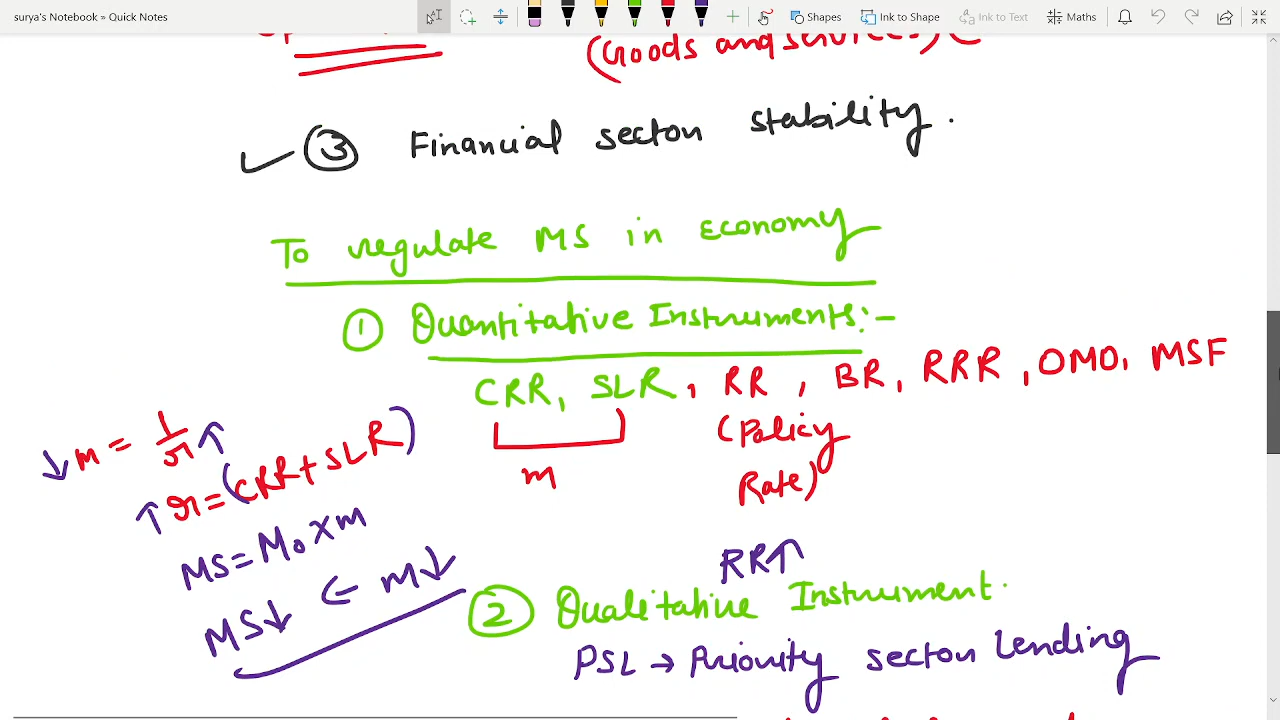 surya's Notebook » Quick Notes
Shapes Ink to Shape Ink to Text Maths
(Goods and services)
✓ ③ Financial sector stability.
To regulate MS in economy
① Quantitative Instruments:-
CRR, SLR, RR, BR, RRR, OMO, MSF
m
(Policy
Rate)
↓ m = 1/r ↑
↑ r = (CRR+SLR)
MS = M₀ × m
MS↓ ← m↓
RR↑
② Qualitative Instrument.
PSL → Priority sector lending